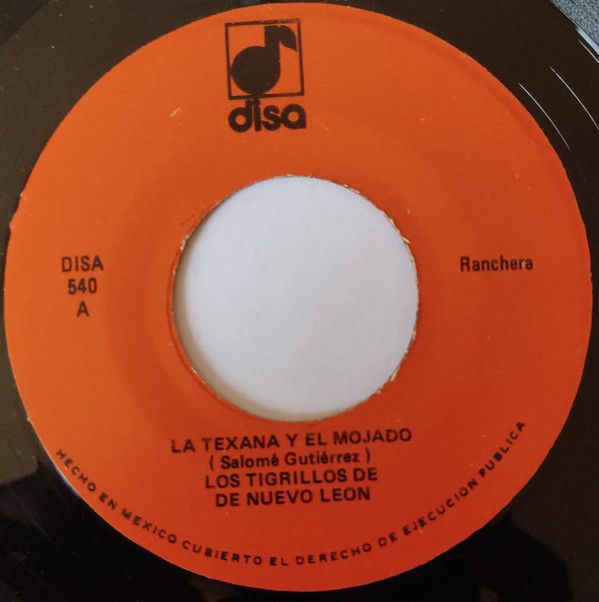 disa
DISA
540
A
Ranchera
LA TEXANA Y EL MOJADO
( Salomé Gutiérrez )
LOS TIGRILLOS DE
DE NUEVO LEON
HECHO EN MEXICO CUBIERTO EL DERECHO DE EJECUCION PUBLICA